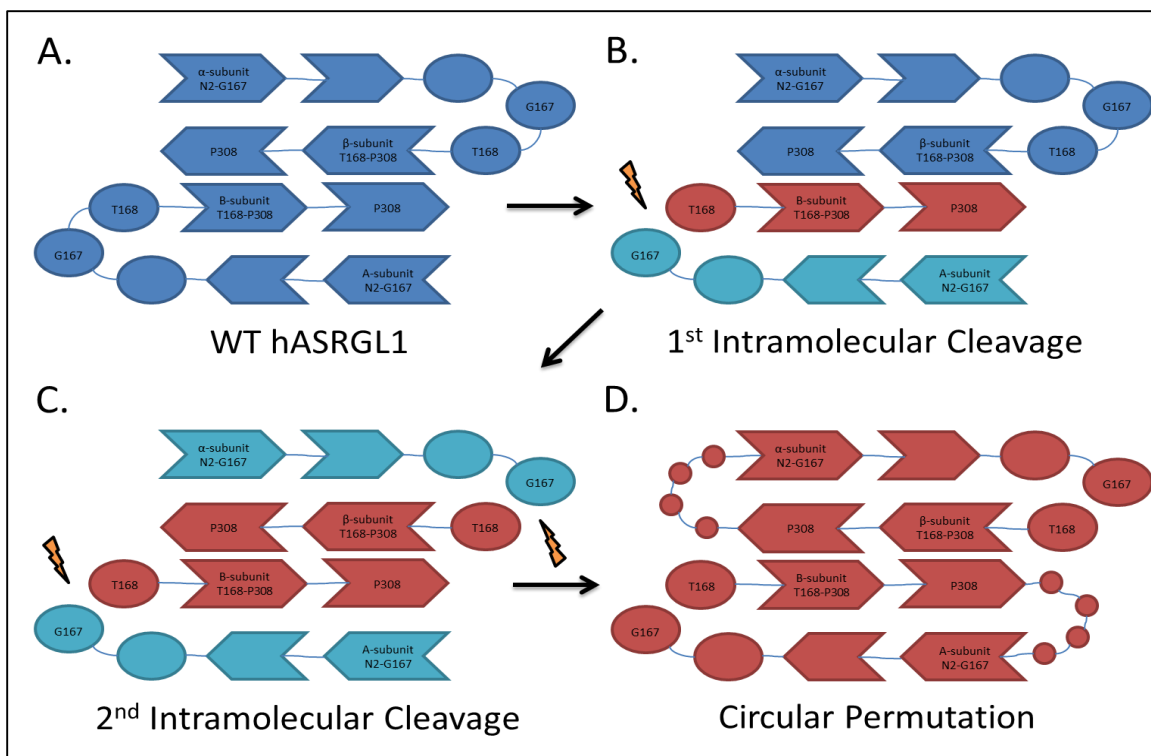 A.
α-subunit
N2-G167
G167
P308
β-subunit
T168-P308
T168
T168
B-subunit
T168-P308
P308
G167
A-subunit
N2-G167
WT hASRGL1
B.
α-subunit
N2-G167
G167
P308
β-subunit
T168-P308
T168
T168
B-subunit
T168-P308
P308
G167
A-subunit
N2-G167
1st Intramolecular Cleavage
C.
α-subunit
N2-G167
G167
P308
β-subunit
T168-P308
T168
T168
B-subunit
T168-P308
P308
G167
A-subunit
N2-G167
2nd Intramolecular Cleavage
D.
α-subunit
N2-G167
G167
P308
β-subunit
T168-P308
T168
T168
B-subunit
T168-P308
P308
G167
A-subunit
N2-G167
Circular Permutation